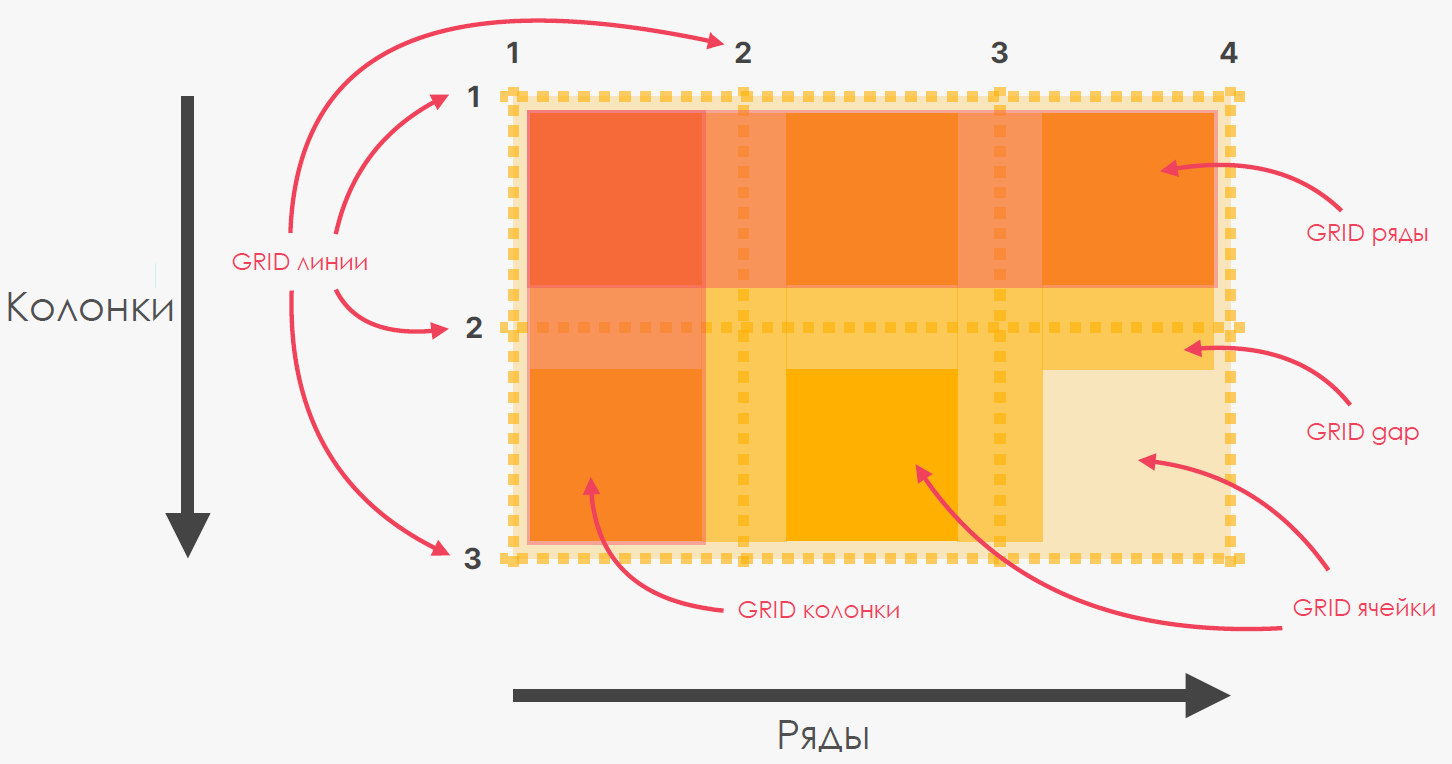 1 2 3 4
1
GRID ряды
GRID линии
Колонки
2
GRID gap
3
GRID колонки
GRID ячейки
Ряды